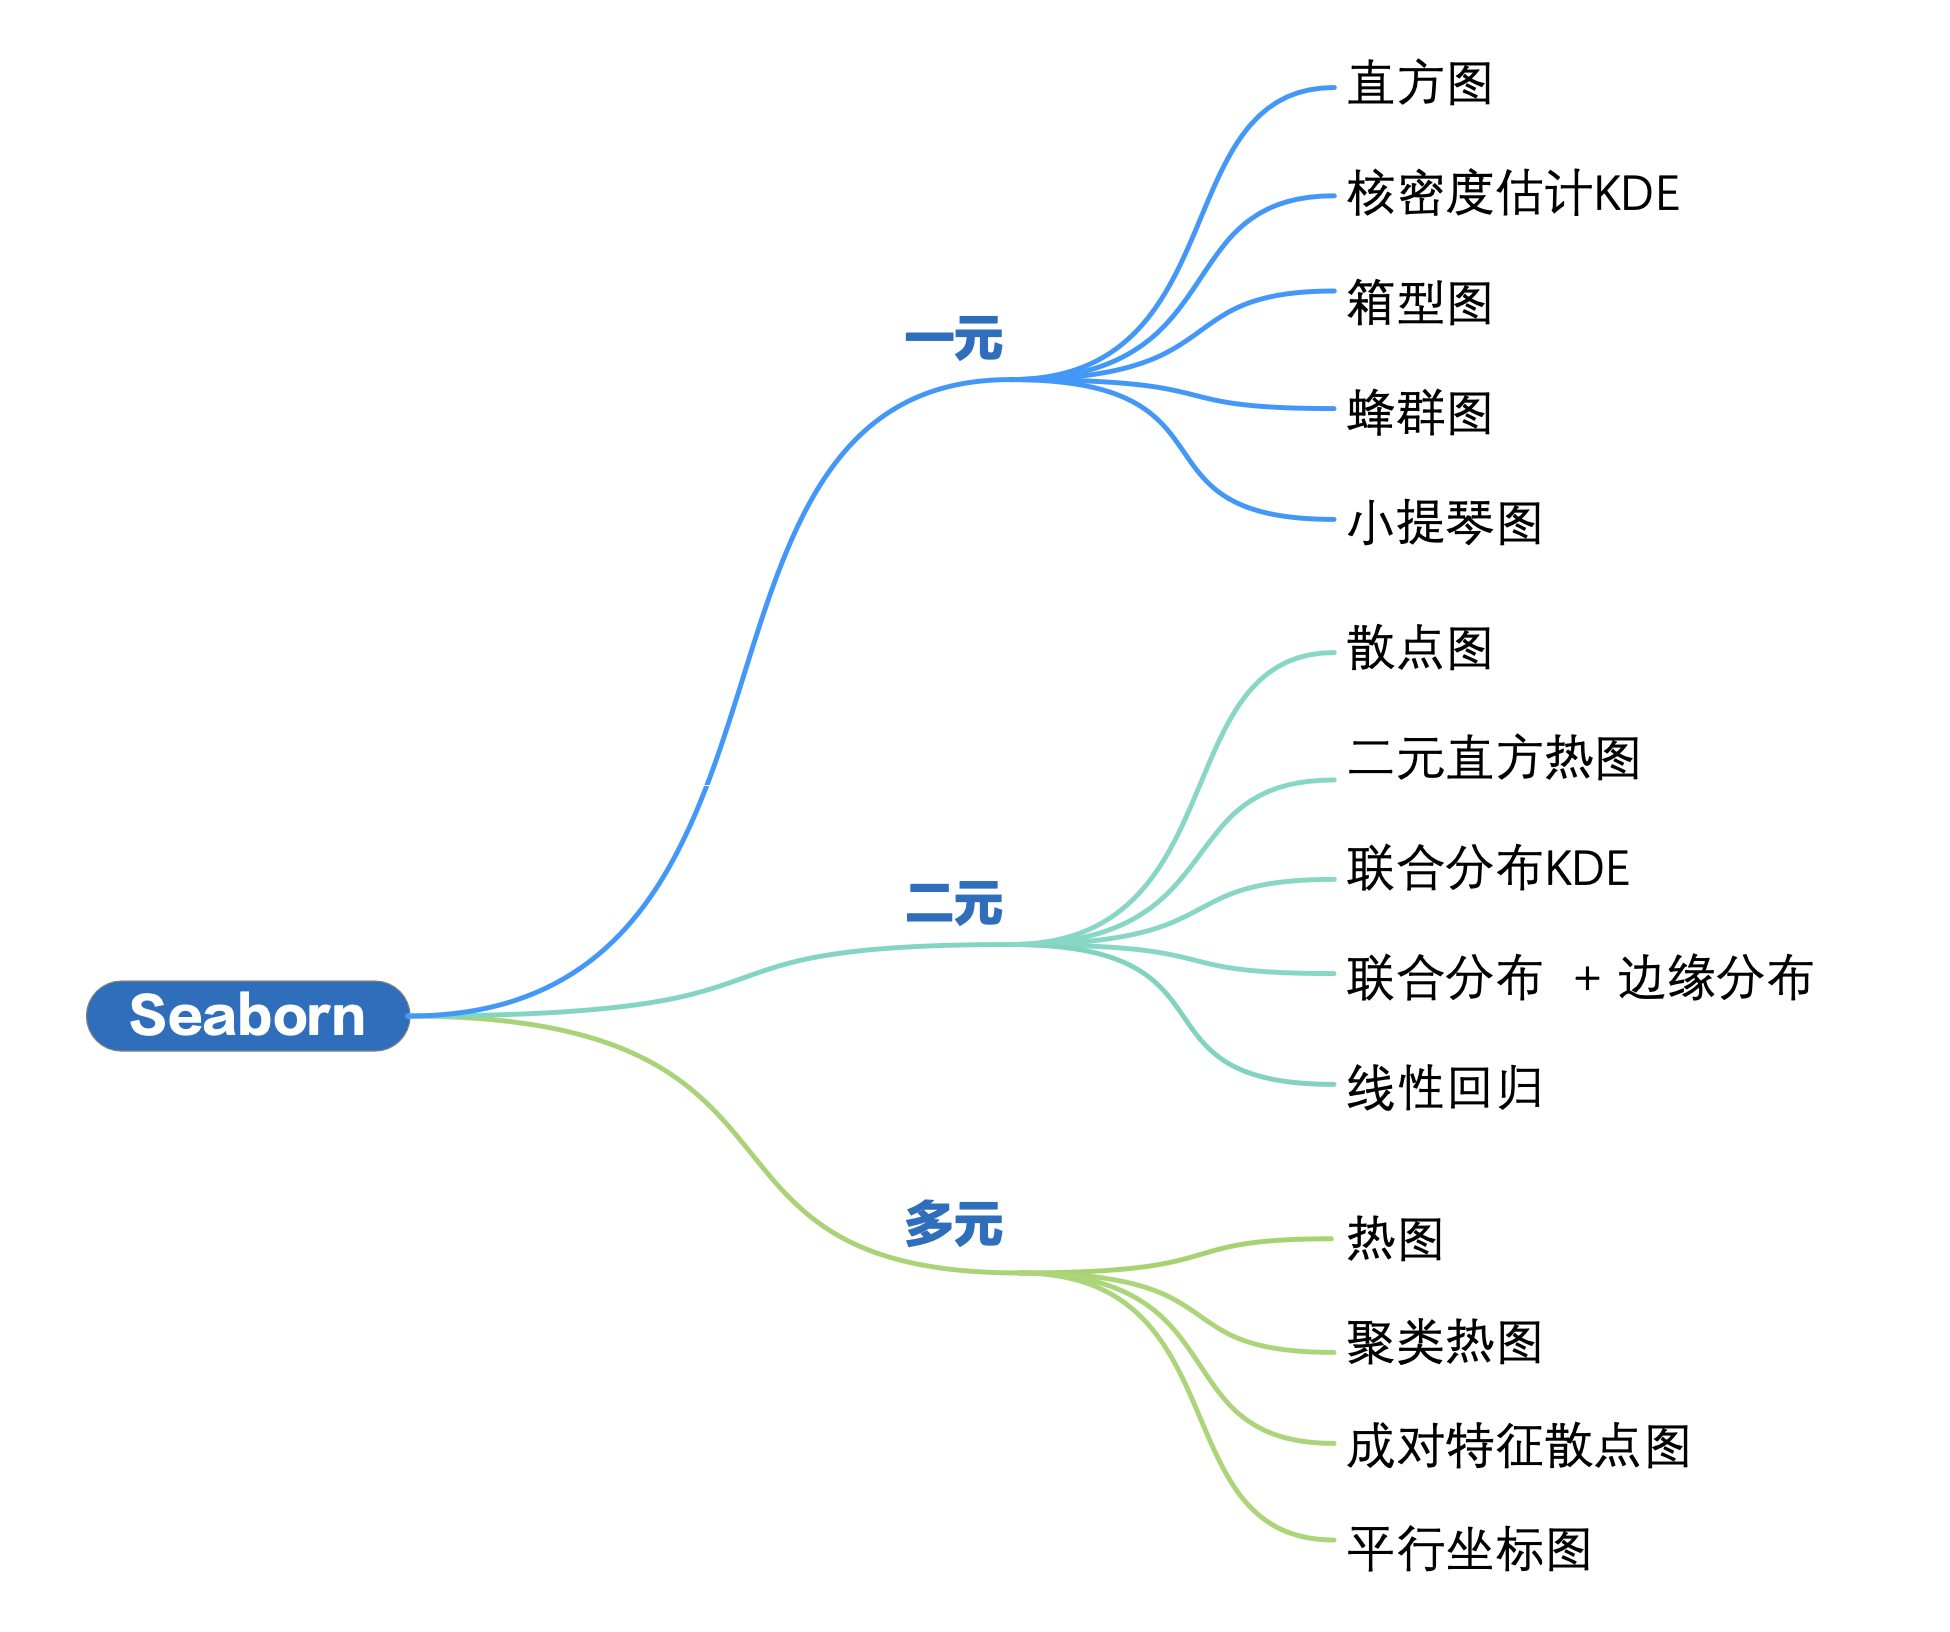 Seaborn
一元
直方图
核密度估计KDE
箱型图
蜂群图
小提琴图
二元
散点图
二元直方热图
联合分布KDE
联合分布 + 边缘分布
线性回归
多元
热图
聚类热图
成对特征散点图
平行坐标图